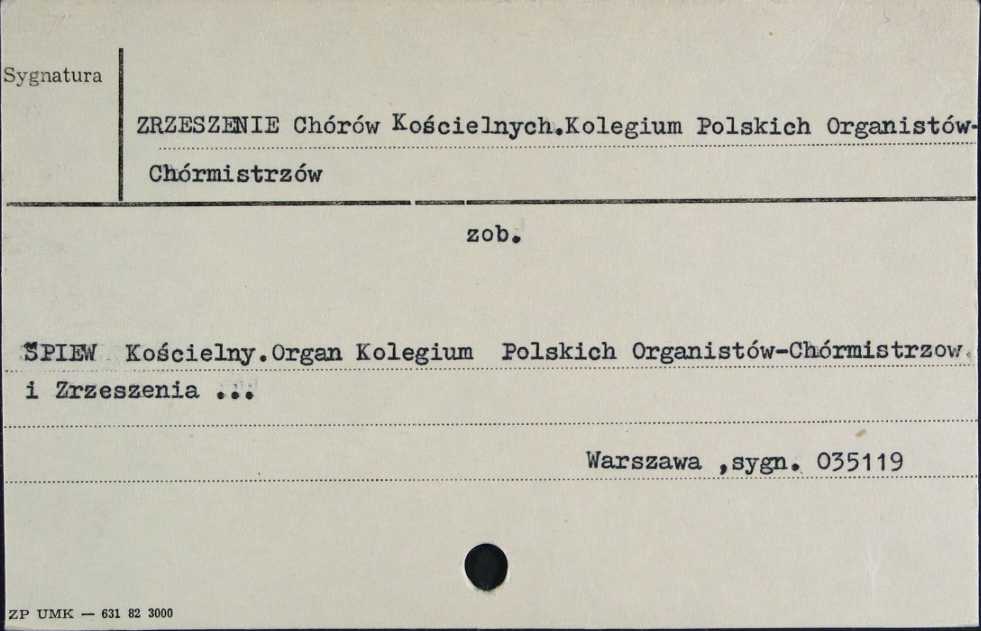 Sygnatura
ZRZESZENIE Chórów Kościelnych.Kolegium Polskich Organistów-
Chórmistrzów
zob.
ŚPIEW Kościelny.Organ Kolegium Polskich Organistów-Chórmistrzow.
i Zrzeszenia ...
Warszawa ,sygn. 035119
ZP UMK — 631 82 3000